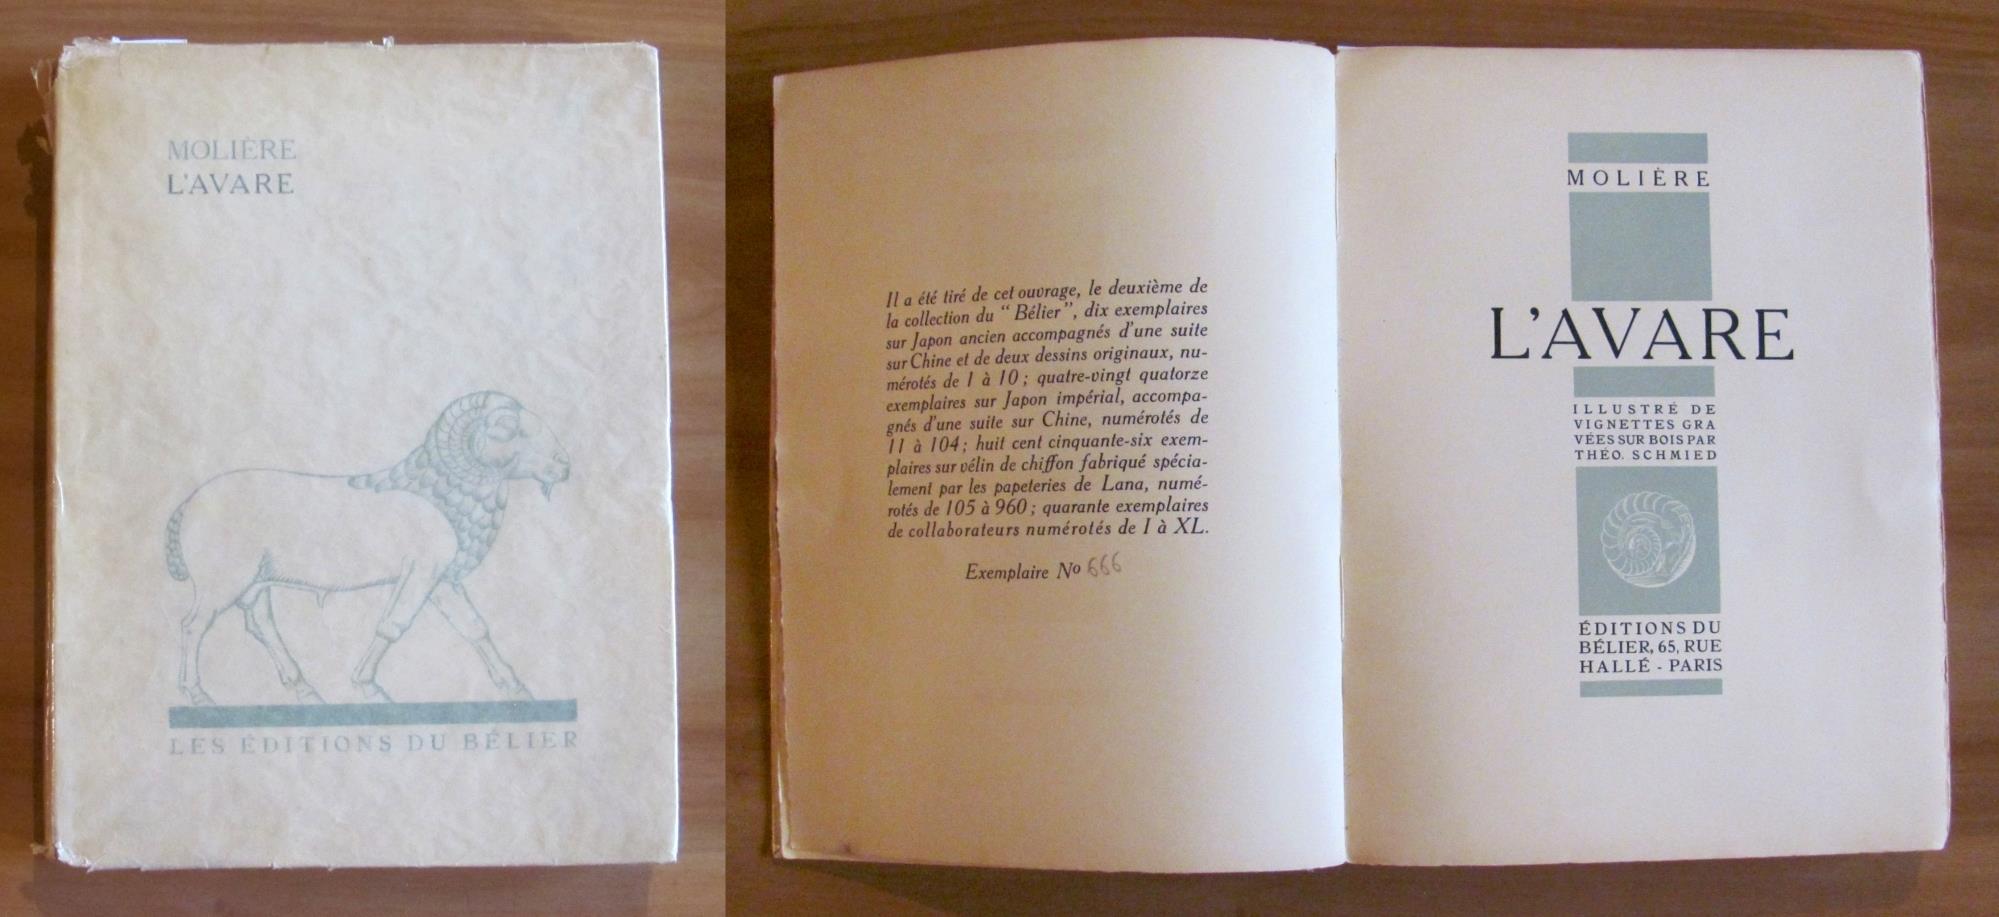 MOLIÈRE
L'AVARE
LES ÉDITIONS DU BÉLIER
Il a été tiré de cet ouvrage, le deuxième de
la collection du “ Bélier ”, dix exemplaires
sur Japon ancien accompagnés d'une suite
sur Chine et de deux dessins originaux, nu-
mérotés de 1 à 10 ; quatre-vingt quatorze
exemplaires sur Japon impérial, accompa-
gnés d'une suite sur Chine, numérotés de
11 à 104 ; huit cent cinquante-six exem-
plaires sur vélin de chiffon fabriqué spécia-
lement par les papeteries de Lana, numé-
rotés de 105 à 960 ; quarante exemplaires
de collaborateurs numérotés de I à XL.
Exemplaire No 666
MOLIÈRE
L'AVARE
ILLUSTRÉ DE
VIGNETTES GRA
VÉES SUR BOIS PAR
THÉO. SCHMIED
ÉDITIONS DU
BÉLIER, 65, RUE
HALLÉ - PARIS